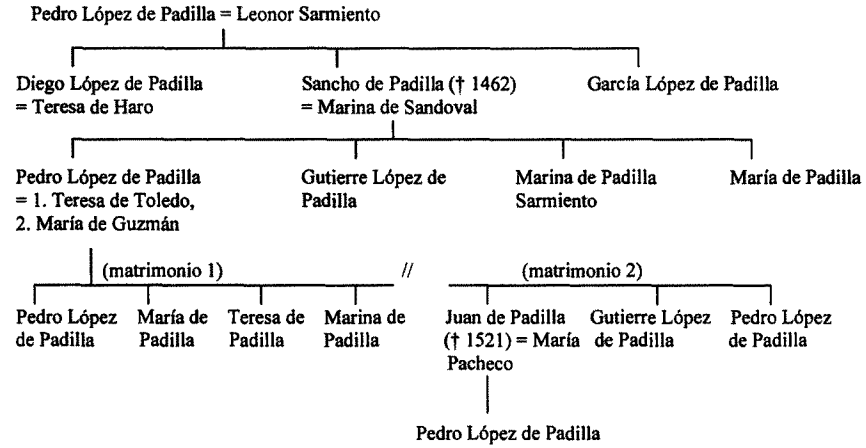 Pedro López de Padilla = Leonor Sarmiento
Diego López de Padilla
= Teresa de Haro
Sancho de Padilla († 1462)
= Marina de Sandoval
García López de Padilla
Pedro López de Padilla
= 1. Teresa de Toledo,
2. María de Guzmán
Gutierre López de
Padilla
Marina de Padilla
Sarmiento
María de Padilla
(matrimonio 1)
//
(matrimonio 2)
Pedro López
de Padilla
María de
Padilla
Teresa de
Padilla
Marina de
Padilla
Juan de Padilla
(† 1521) = María
Pacheco
Gutierre López
de Padilla
Pedro López
de Padilla
Pedro López de Padilla